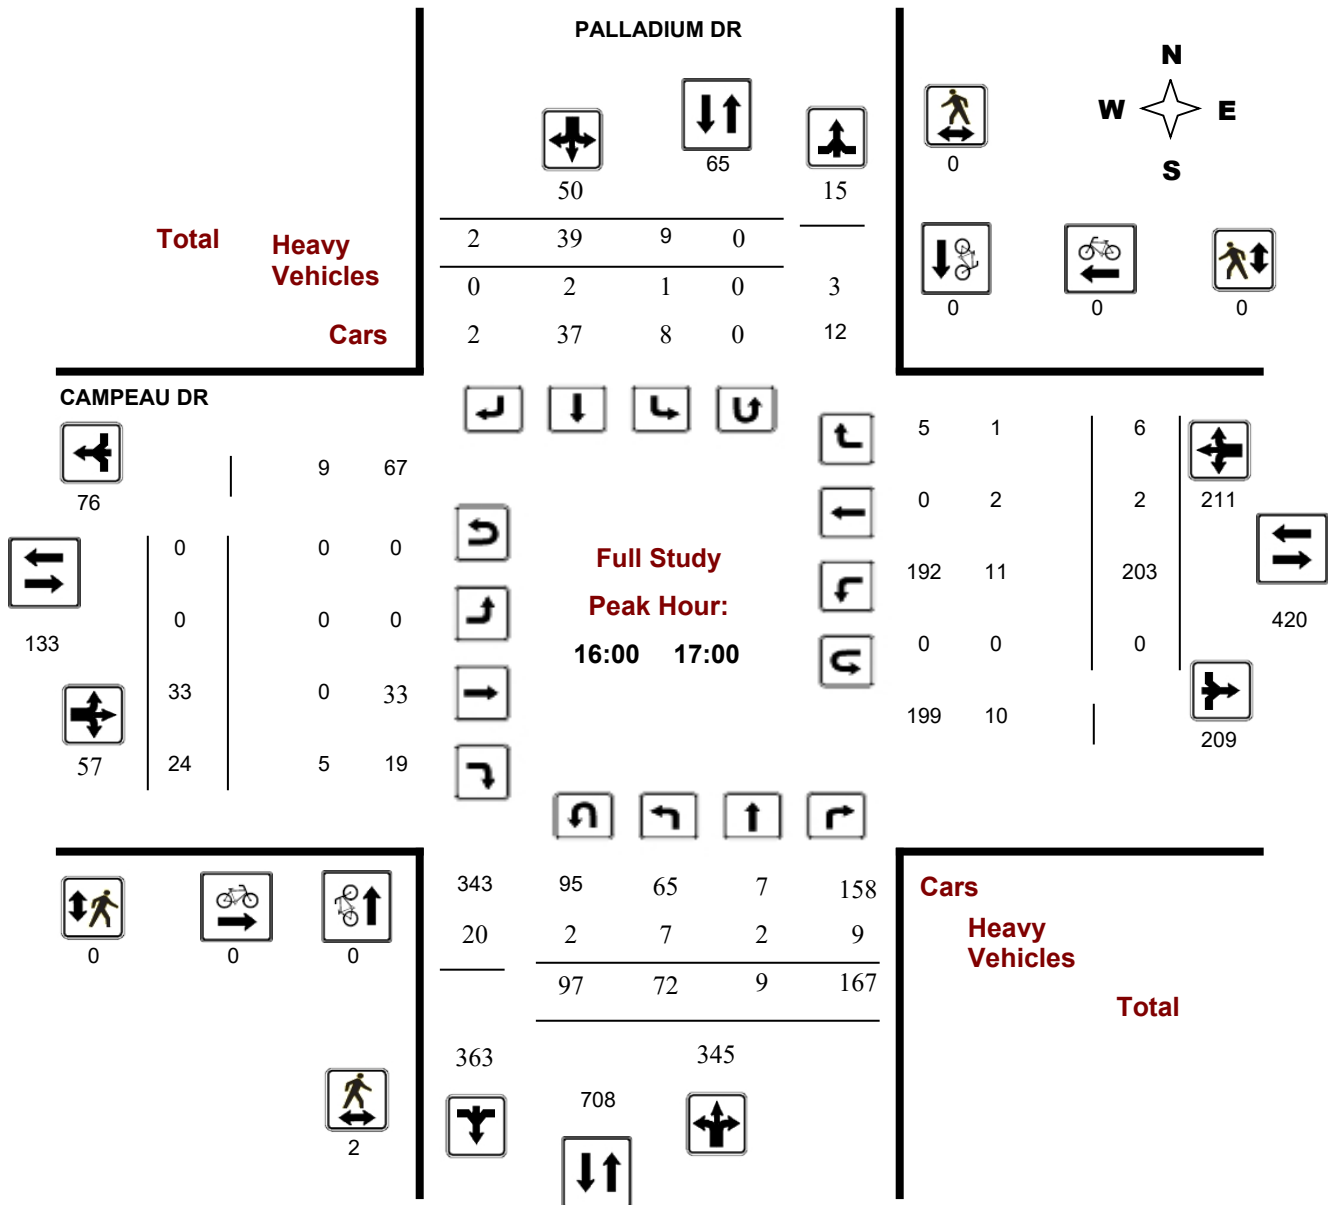 PALLADIUM DR
N
W E
S
0
65
50 15
Total Heavy
Vehicles
Cars
2 39 9 0
0 2 1 0 3
2 37 8 0 12
0 0 0
CAMPEAU DR
76
9 67
0 0 0
0 0 0
133
33 0 33
57 24 5 19
Full Study
Peak Hour:
16:00 17:00
5 1 6
0 2 2 211
192 11 203
420
0 0 0
199 10
209
343 95 65 7 158
20 2 7 2 9
97 72 9 167
363 345
708
0 0 0
2
Cars
Heavy
Vehicles
Total